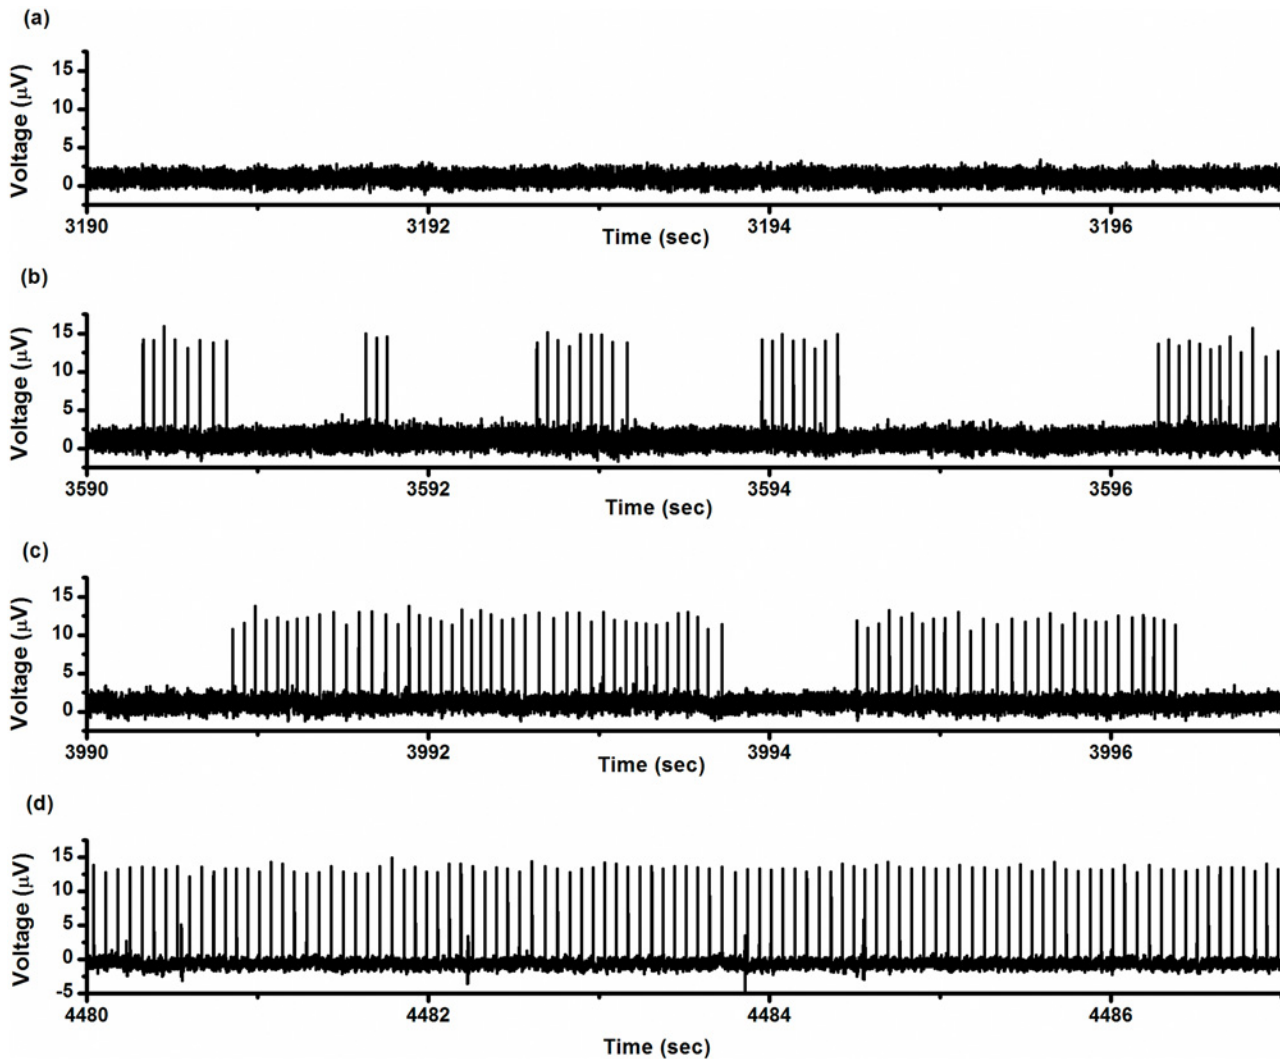 (a)
Voltage (μV)
15
10
5
0
3190 3192 3194 3196
Time (sec)
(b)
Voltage (μV)
15
10
5
0
3590 3592 3594 3596
Time (sec)
(c)
Voltage (μV)
15
10
5
0
3990 3992 3994 3996
Time (sec)
(d)
Voltage (μV)
15
10
5
0
-5
4480 4482 4484 4486
Time (sec)